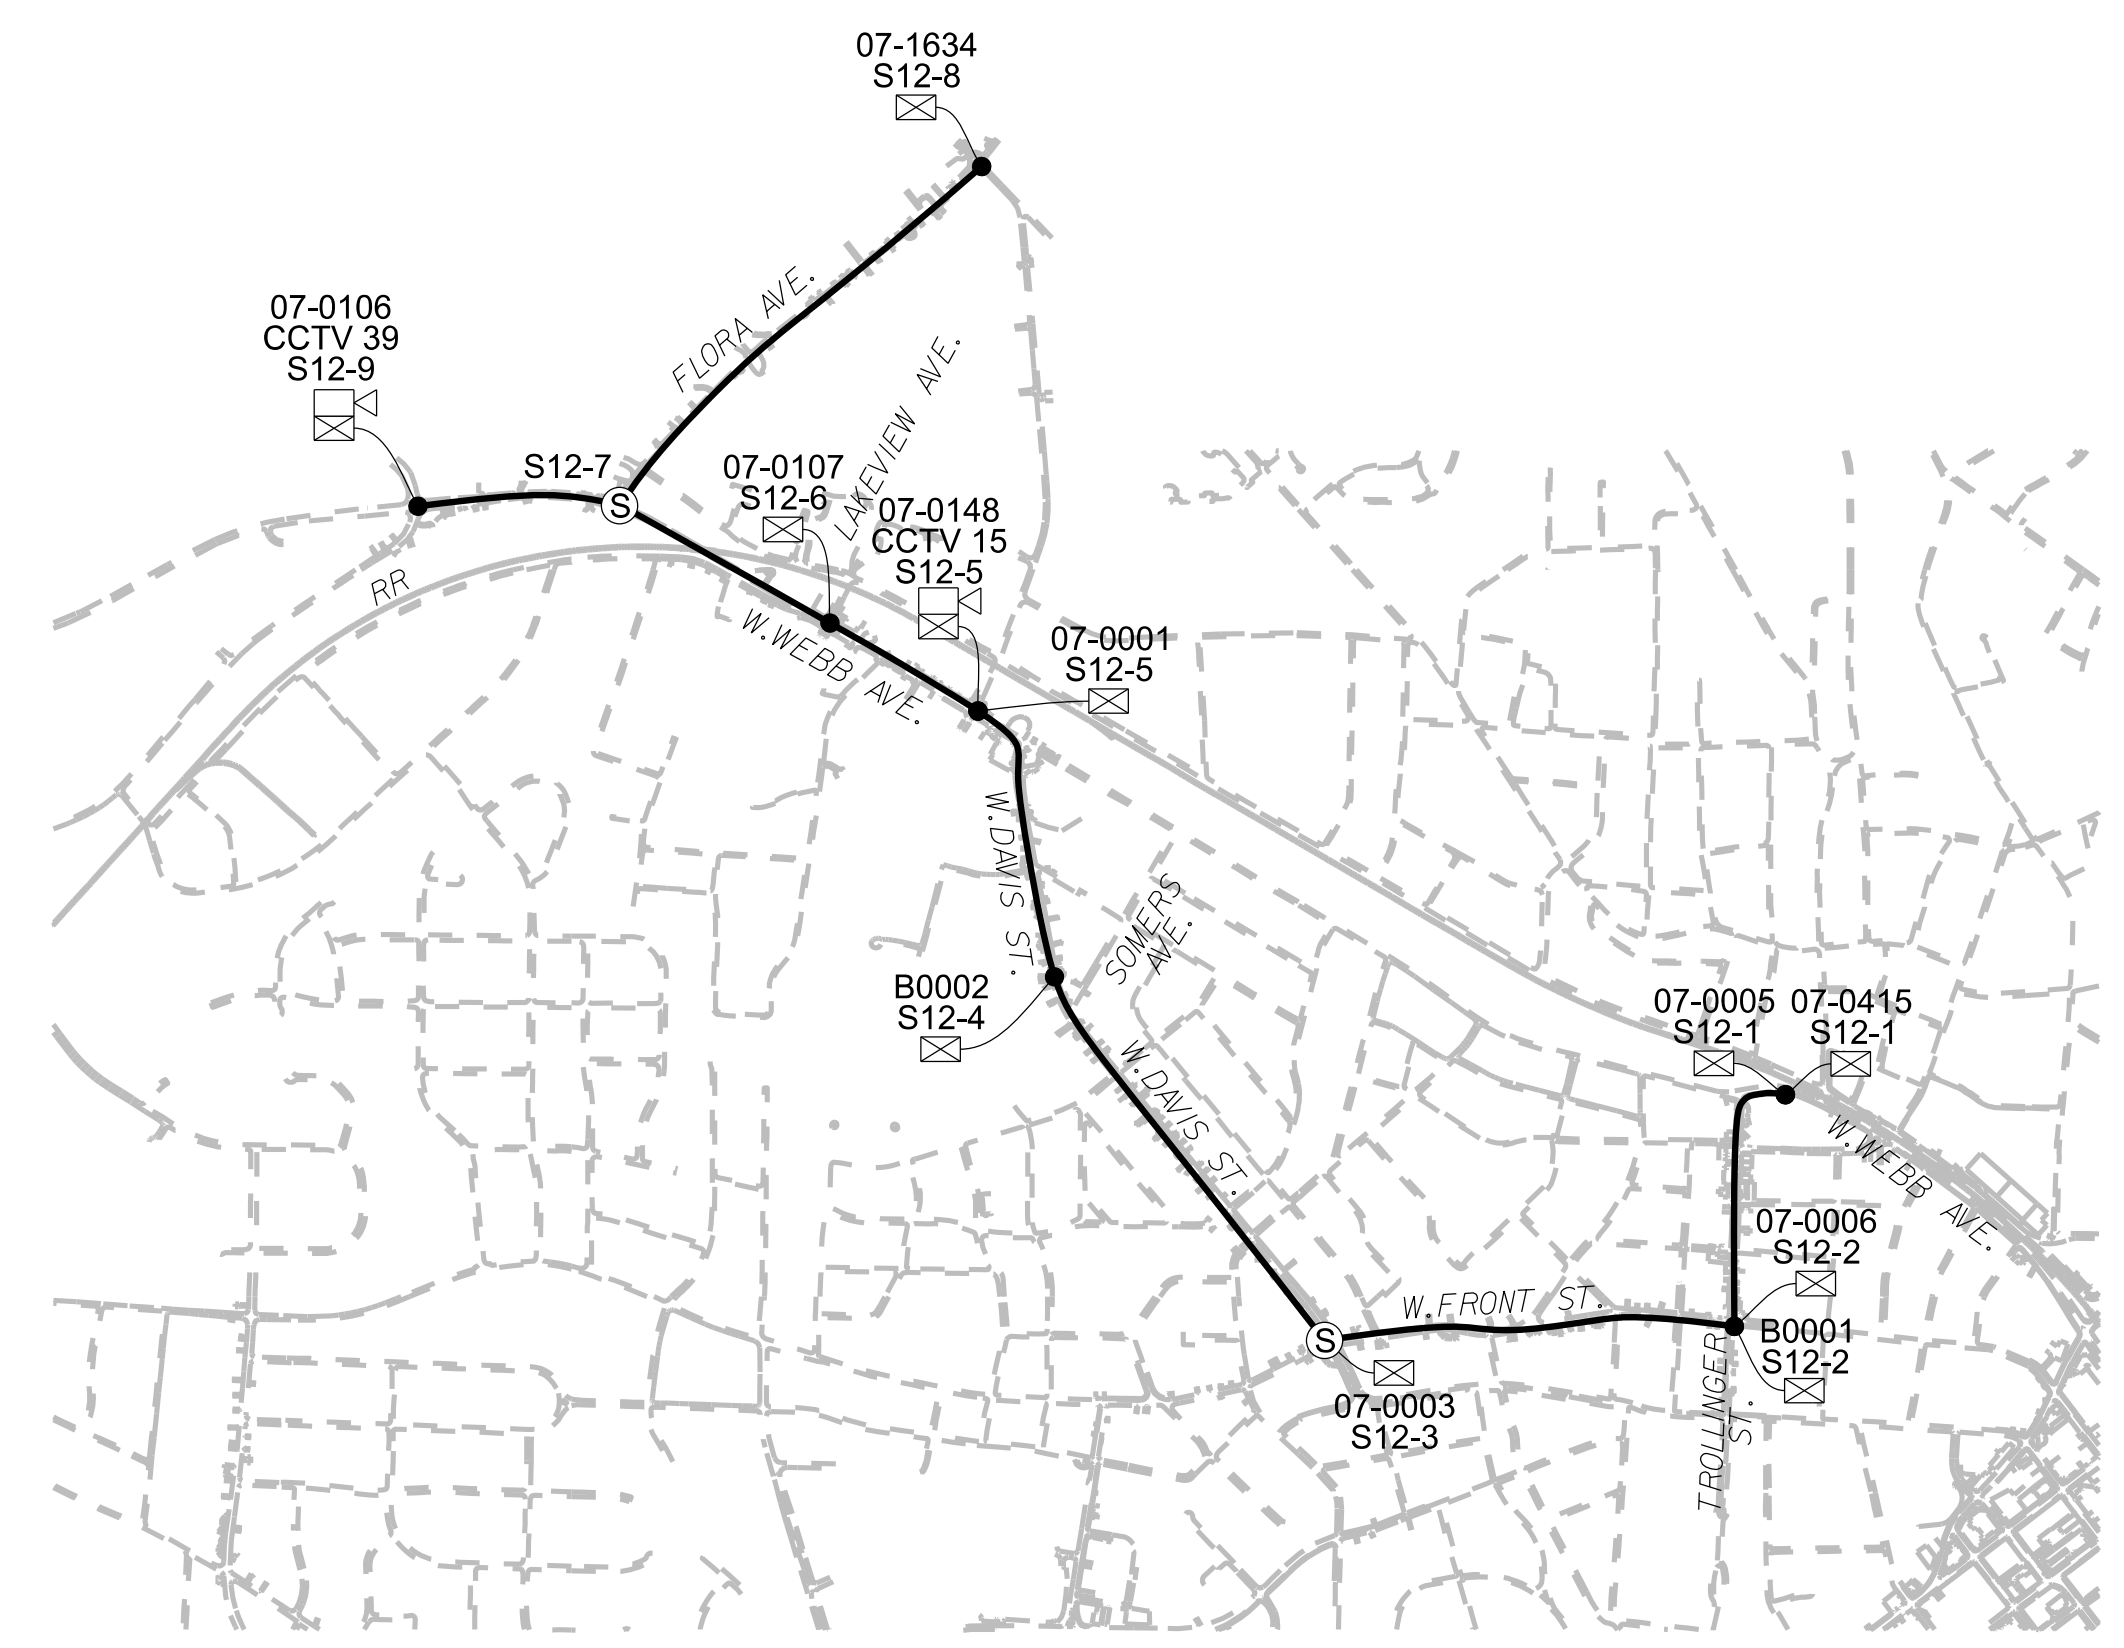 07-1634
S12-8
FLORA AVE.
07-0106
CCTV 39
S12-9
LAKEVIEW AVE.
S12-7
S
07-0107
S12-6
07-0148
CCTV 15
S12-5
RR
W.WEBB AVE.
07-0001
S12-5
W.DAVIS ST.
SOMERS
AVE.
B0002
S12-4
07-0005
S12-1
07-0415
S12-1
W.DAVIS ST.
W.WEBB AVE.
07-0006
S12-2
W.FRONT ST.
S
B0001
S12-2
TROLLINGER
ST.
07-0003
S12-3